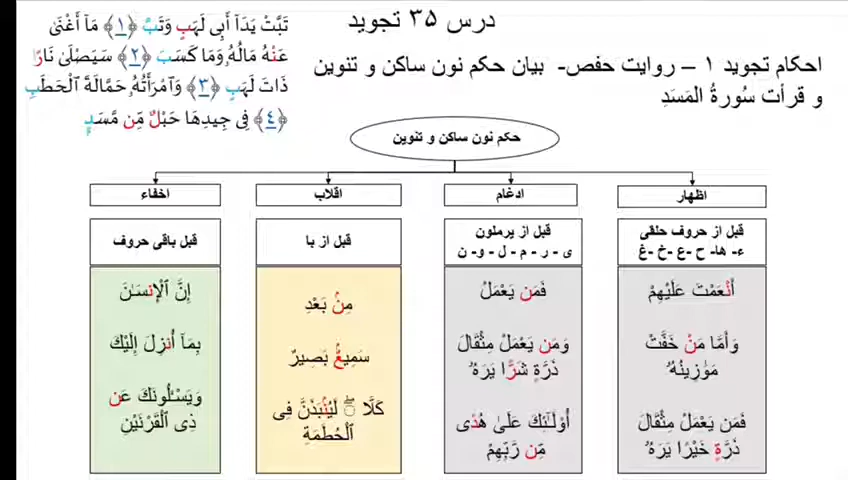 درس ۳۵ تجوید
احکام تجوید ۱ – روایت حفص- بیان حکم نون ساکن و تنوین
و قرأت سُورةُ المَسَدِ
تَبَّتْ يَدَآ أَبِى لَهَبٍ وَتَبَّ ﴿١﴾ مَآ أَغْنَىٰ
عَنْهُ مَالُهُۥ وَمَا كَسَبَ ﴿٢﴾ سَيَصْلَىٰ نَارًا
ذَاتَ لَهَبٍ ﴿٣﴾ وَٱمْرَأَتُهُۥ حَمَّالَةَ ٱلْحَطَبِ
﴿٤﴾ فِى جِيدِهَا حَبْلٌ مِّن مَّسَدٍ
حکم نون ساکن و تنوین
اظهار
قبل از حروف حلقی
ء- ها- ح -ع -خ -غ
أَنْعَمْتَ عَلَيْهِمْ
وَأَمَّا مَنْ خَفَّتْ
مَوَٰزِينُهُۥ
فَمَن يَعْمَلْ مِثْقَالَ
ذَرَّةٍ خَيْرًا يَرَهُۥ
ادغام
قبل از یرملون
ی - ر - م - ل - و- ن
فَمَن يَعْمَلْ
وَمَن يَعْمَلْ مِثْقَالَ
ذَرَّةٍ شَرًّا يَرَهُۥ
أُوْلَـٰٓئِكَ عَلَىٰ هُدًى
مِّن رَّبِّهِمْ
اقلاب
قبل از با
مِنۢ بَعْدِ
سَمِيعٌۢ بَصِيرٌ
كَلَّا ۖ لَيُنۢبَذَنَّ فِى
ٱلْحُطَمَةِ
اخفاء
قبل باقی حروف
إِنَّ ٱلْإِنسَـٰنَ
بِمَآ أُنزِلَ إِلَيْكَ
وَيَسْـَٔلُونَكَ عَن
ذِى ٱلْقَرْنَيْنِ